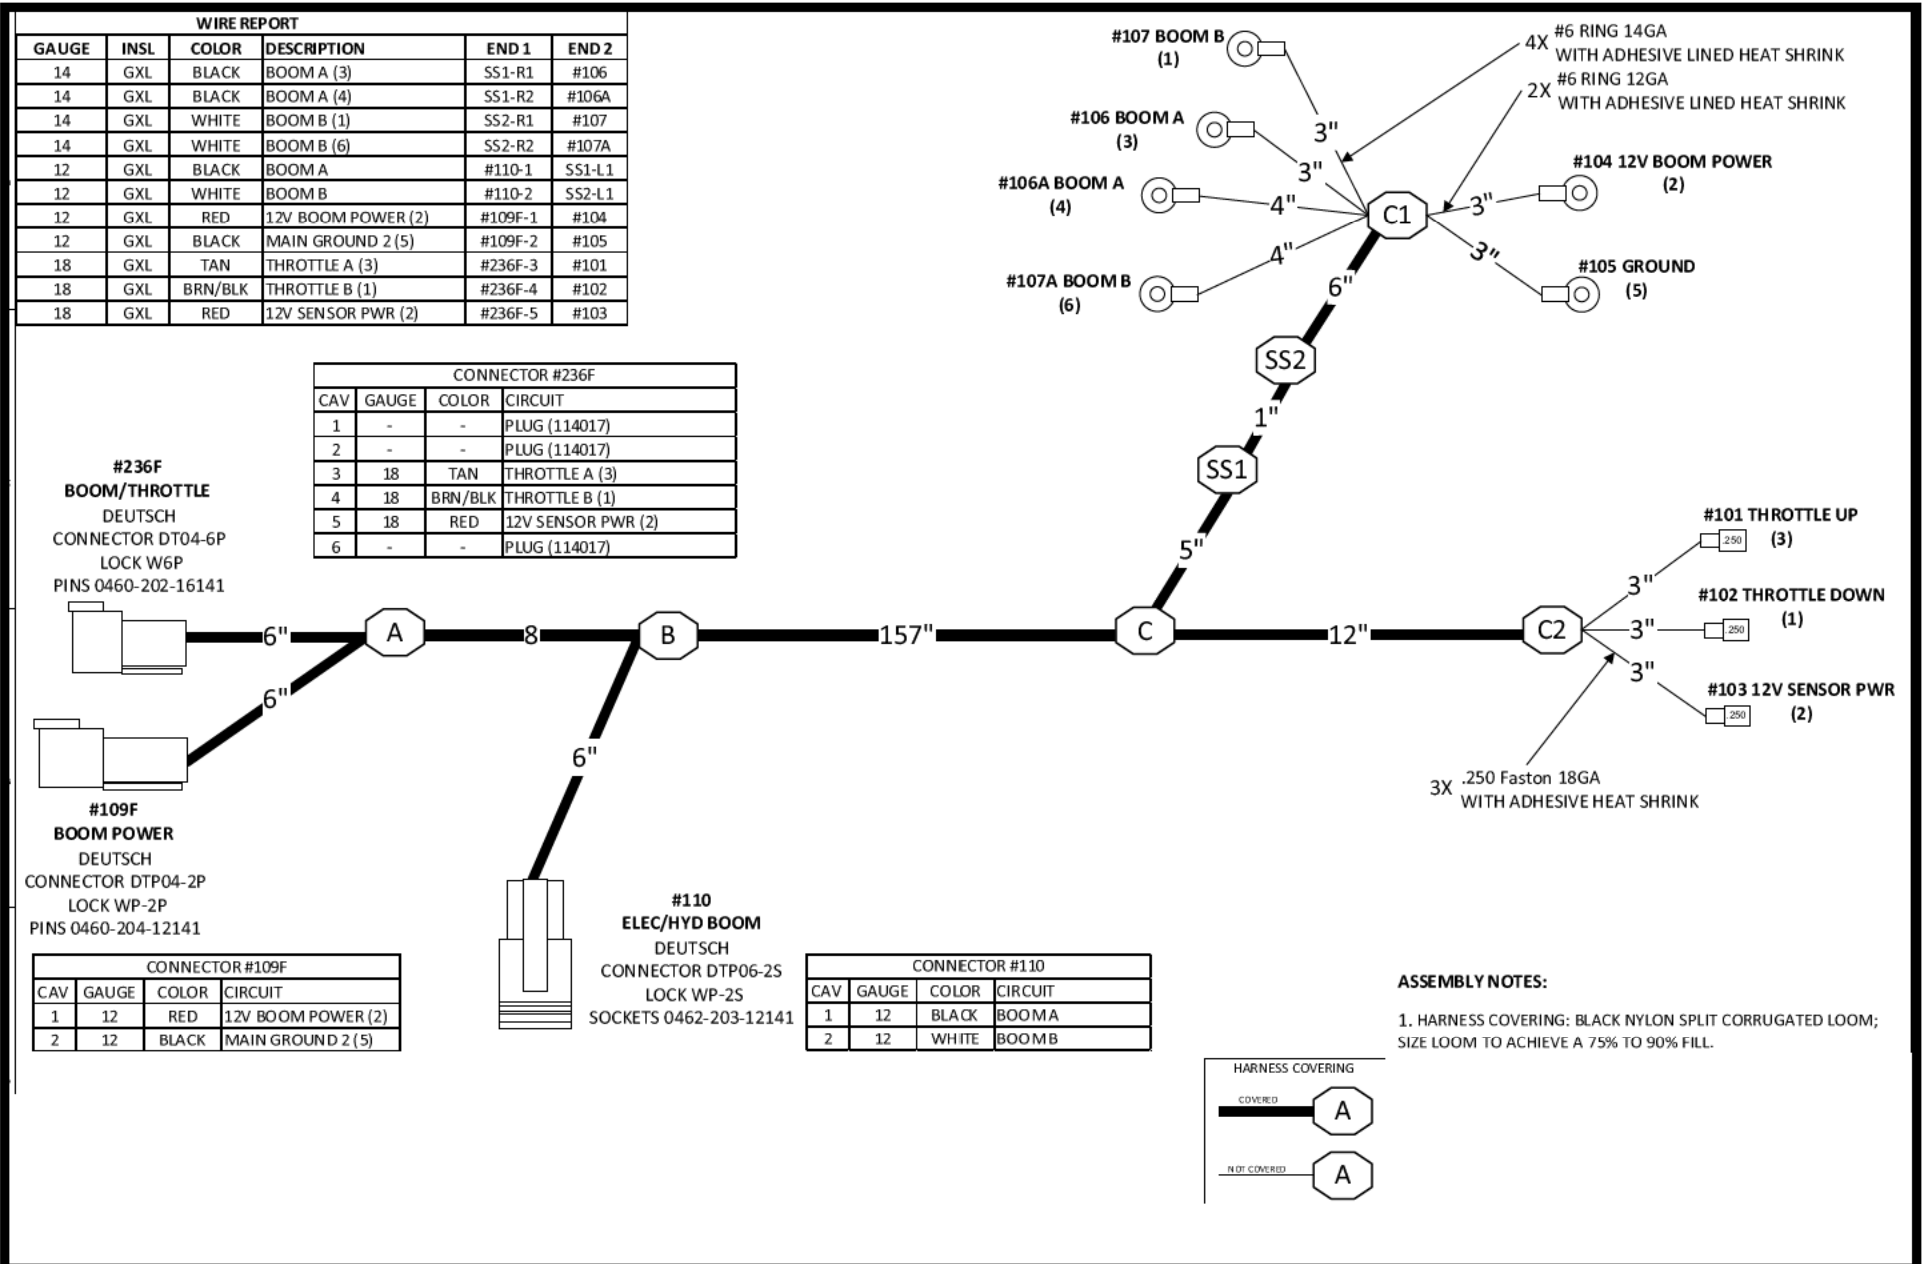 WIRE REPORT
GAUGE INSL COLOR DESCRIPTION END 1 END 2
14 GXL BLACK BOOM A (3) SS1-R1 #106
14 GXL BLACK BOOM A (4) SS1-R2 #106A
14 GXL WHITE BOOM B (1) SS2-R1 #107
14 GXL WHITE BOOM B (6) SS2-R2 #107A
12 GXL BLACK BOOM A #110-1 SS1-L1
12 GXL WHITE BOOM B #110-2 SS2-L1
12 GXL RED 12V BOOM POWER (2) #109F-1 #104
12 GXL BLACK MAIN GROUND 2 (5) #109F-2 #105
18 GXL TAN THROTTLE A (3) #236F-3 #101
18 GXL BRN/BLK THROTTLE B (1) #236F-4 #102
18 GXL RED 12V SENSOR PWR (2) #236F-5 #103
#107 BOOM B
(1)
4X #6 RING 14GA
WITH ADHESIVE LINED HEAT SHRINK
2X #6 RING 12GA
WITH ADHESIVE LINED HEAT SHRINK
#106 BOOM A
(3)
3"
3"
#106A BOOM A
(4)
4"
#107A BOOM B
(6)
4"
C1
3"
#104 12V BOOM POWER
(2)
3"
#105 GROUND
(5)
6"
SS2
1"
SS1
5"
CONNECTOR #236F
CAV GAUGE COLOR CIRCUIT
1 - - PLUG (114017)
2 - - PLUG (114017)
3 18 TAN THROTTLE A (3)
4 18 BRN/BLK THROTTLE B (1)
5 18 RED 12V SENSOR PWR (2)
6 - - PLUG (114017)
#236F
BOOM/THROTTLE
DEUTSCH
CONNECTOR DT04-6P
LOCK W6P
PINS 0460-202-16141
6" A 8 B 157" C 12" C2
6"
6"
#101 THROTTLE UP
.250 (3)
3"
#102 THROTTLE DOWN
3" .250 (1)
3"
#103 12V SENSOR PWR
.250 (2)
3X .250 Faston 18GA
WITH ADHESIVE HEAT SHRINK
#109F
BOOM POWER
DEUTSCH
CONNECTOR DTP04-2P
LOCK WP-2P
PINS 0460-204-12141
CONNECTOR #109F
CAV GAUGE COLOR CIRCUIT
1 12 RED 12V BOOM POWER (2)
2 12 BLACK MAIN GROUND 2 (5)
#110
ELEC/HYD BOOM
DEUTSCH
CONNECTOR DTP06-2S
LOCK WP-2S
SOCKETS 0462-203-12141
CONNECTOR #110
CAV GAUGE COLOR CIRCUIT
1 12 BLACK BOOM A
2 12 WHITE BOOM B
ASSEMBLY NOTES:
1. HARNESS COVERING: BLACK NYLON SPLIT CORRUGATED LOOM;
SIZE LOOM TO ACHIEVE A 75% TO 90% FILL.
HARNESS COVERING
COVERED A
NOT COVERED A